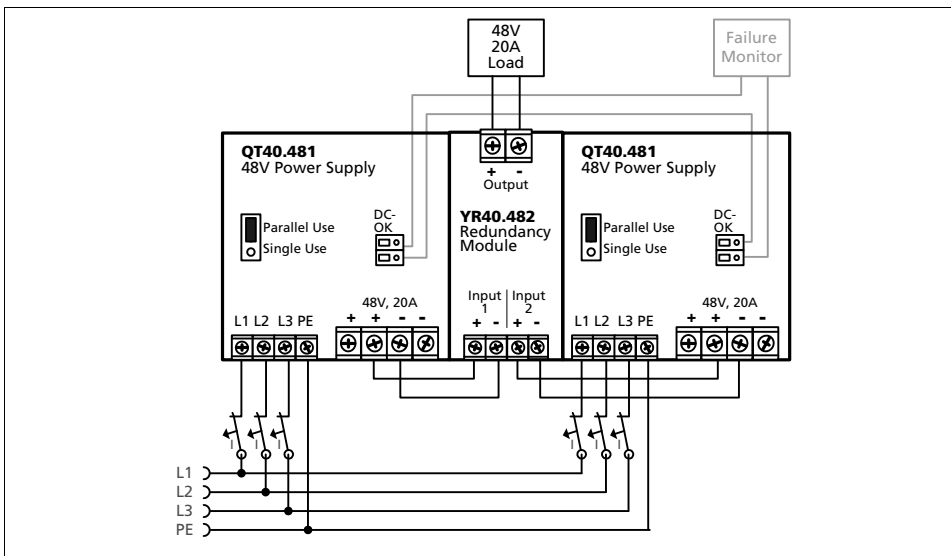 48V
20A
Load
Failure
Monitor
QT40.481
48V Power Supply
Parallel Use
Single Use
DC-
OK
48V, 20A
+ + - -
L1 L2 L3 PE
+ -
Output
YR40.482
Redundancy
Module
Input
1
Input
2
+ - + -
QT40.481
48V Power Supply
Parallel Use
Single Use
DC-
OK
48V, 20A
+ + - -
L1 L2 L3 PE
I I I
I I I
L1
L2
L3
PE